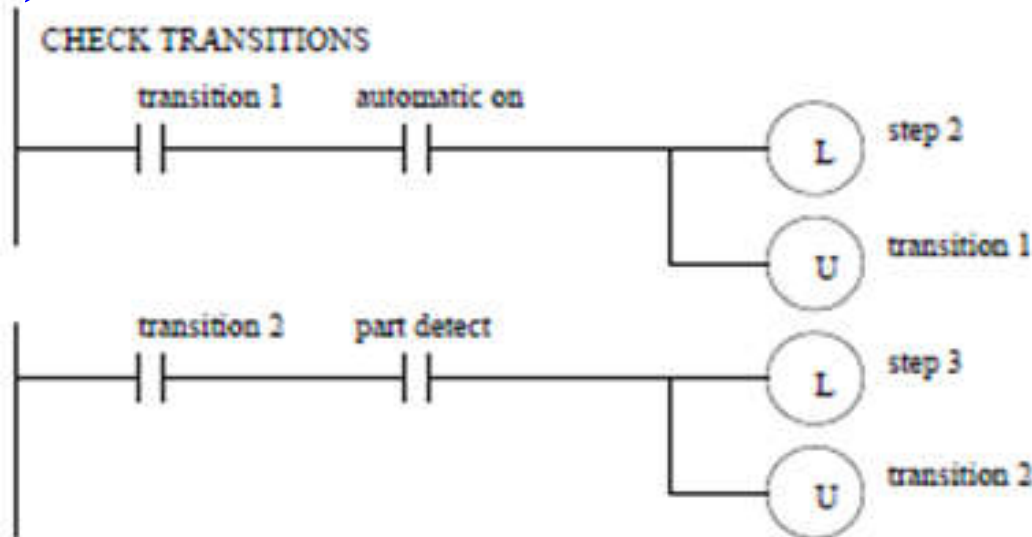 CHECK TRANSITIONS
transition 1 automatic on
L step 2
U transition 1
transition 2 part detect
L step 3
U transition 2